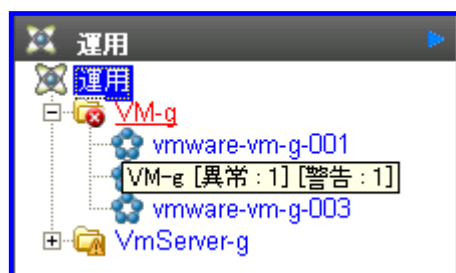 運用
運用
VM-g
vmware-vm-g-001
VM-g [異常 : 1] [警告 : 1]
vmware-vm-g-003
VmServer-g